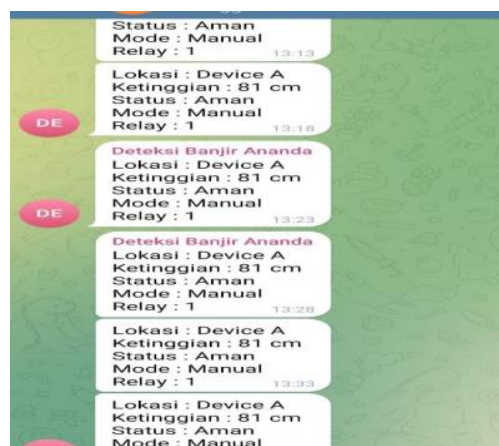 Status : Aman
Mode : Manual
Relay : 1
13:13
Lokasi : Device A
Ketinggian : 81 cm
Status : Aman
Mode : Manual
Relay : 1
13:18
DE
Deteksi Banjir Ananda
Lokasi : Device A
Ketinggian : 81 cm
Status : Aman
Mode : Manual
Relay : 1
13:23
DE
Deteksi Banjir Ananda
Lokasi : Device A
Ketinggian : 81 cm
Status : Aman
Mode : Manual
Relay : 1
13:28
Lokasi : Device A
Ketinggian : 81 cm
Status : Aman
Mode : Manual
Relay : 1
13:33
Lokasi : Device A
Ketinggian : 81 cm
Status : Aman
Mode : Manual